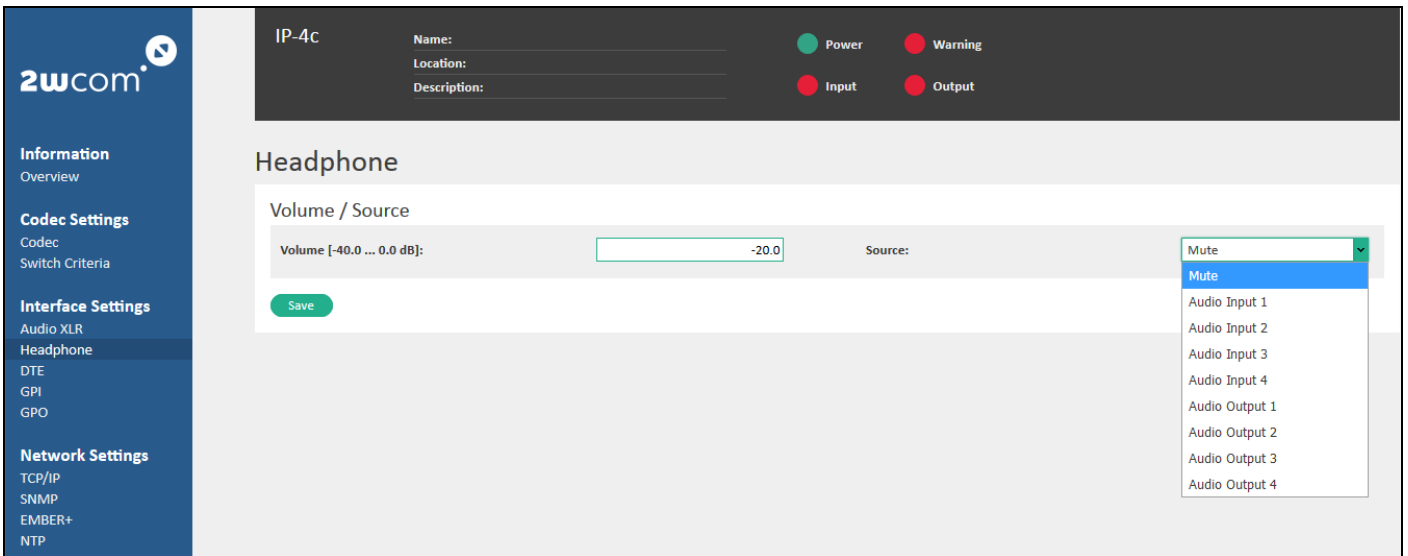 2wcom
Information
Overview
Codec Settings
Codec
Switch Criteria
Interface Settings
Audio XLR
Headphone
DTE
GPI
GPO
Network Settings
TCP/IP
SNMP
EMBER+
NTP
IP-4c
Name:
Location:
Description:
Power
Warning
Input
Output
Headphone
Volume / Source
Volume [-40.0 ... 0.0 dB]: -20.0 Source: Mute
Mute
Audio Input 1
Audio Input 2
Audio Input 3
Audio Input 4
Audio Output 1
Audio Output 2
Audio Output 3
Audio Output 4
Save